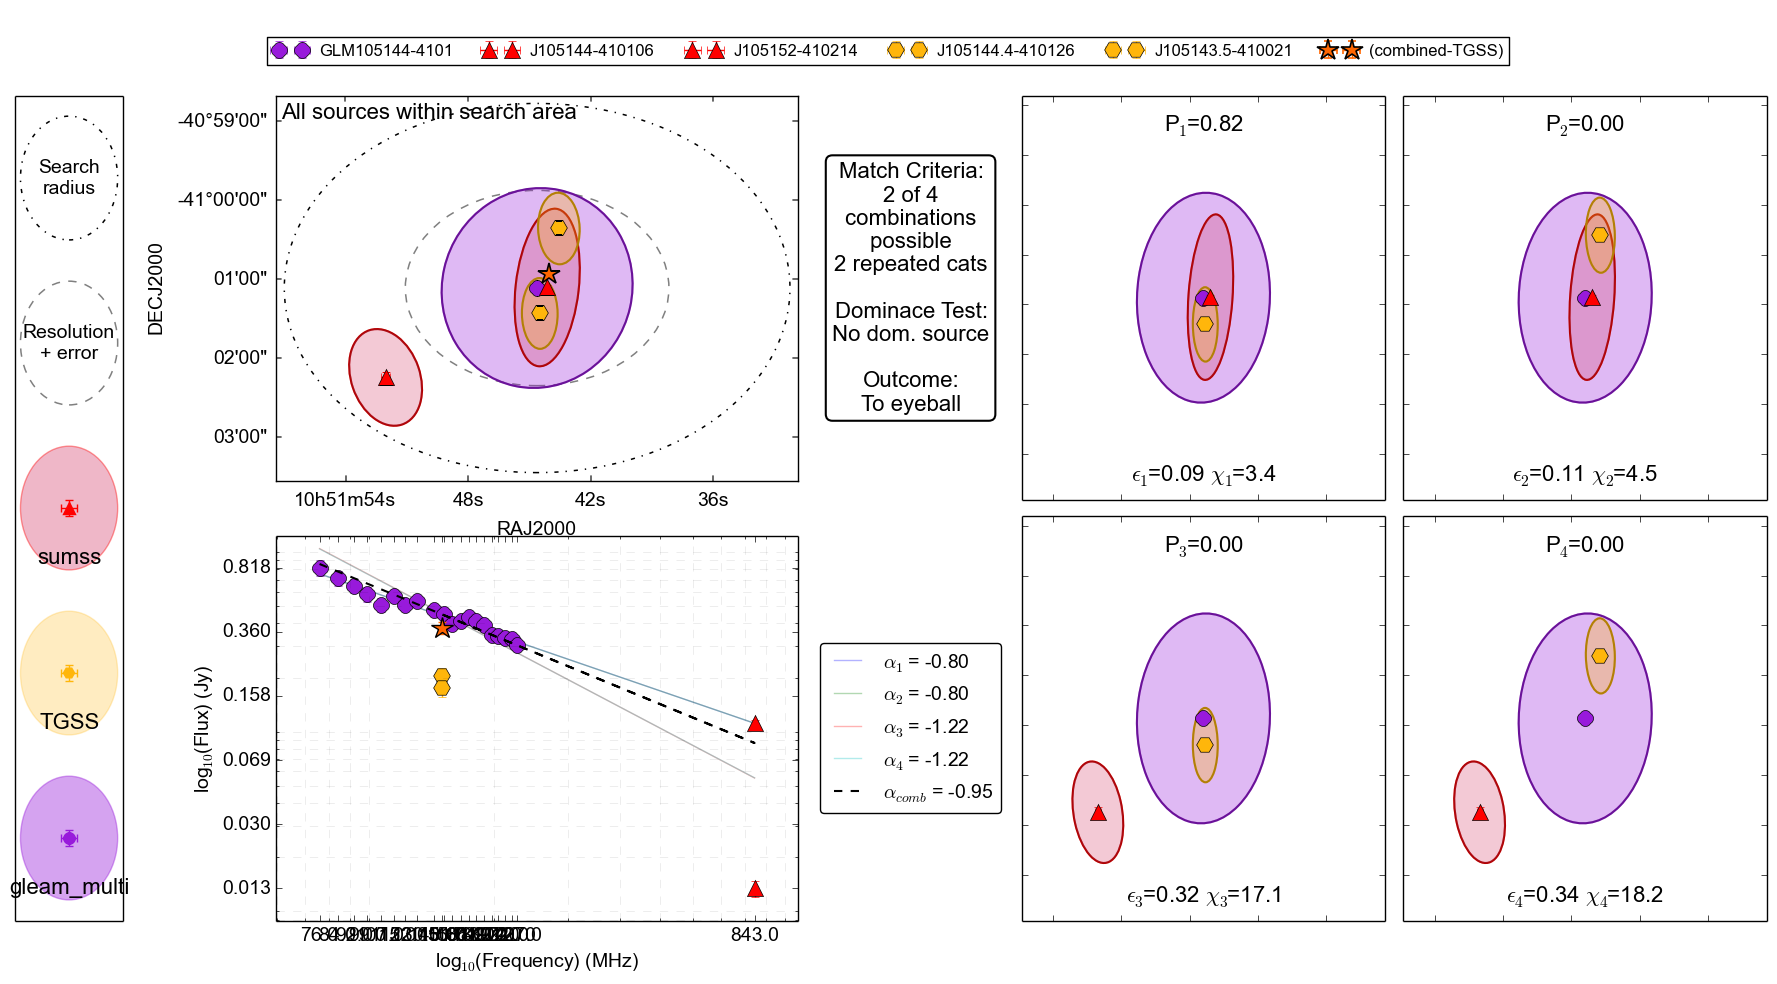 GLM105144-4101 J105144-410106 J105152-410214 J105144.4-410126 J105143.5-410021 (combined-TGSS)
Search
radius
Resolution
+ error
sumss
TGSS
gleam_multi
All sources within search area
DECJ2000
-40°59'00"
-41°00'00"
01'00"
02'00"
03'00"
10h51m54s 48s 42s 36s
RAJ2000
Match Criteria:
2 of 4
combinations
possible
2 repeated cats
Dominace Test:
No dom. source
Outcome:
To eyeball
P1=0.82
ϵ1=0.09 χ1=3.4
P2=0.00
ϵ2=0.11 χ2=4.5
log10(Flux) (Jy)
0.818
0.360
0.158
0.069
0.030
0.013
843.0
log10(Frequency) (MHz)
α1 = -0.80
α2 = -0.80
α3 = -1.22
α4 = -1.22
αcomb = -0.95
P3=0.00
ϵ3=0.32 χ3=17.1
P4=0.00
ϵ4=0.34 χ4=18.2